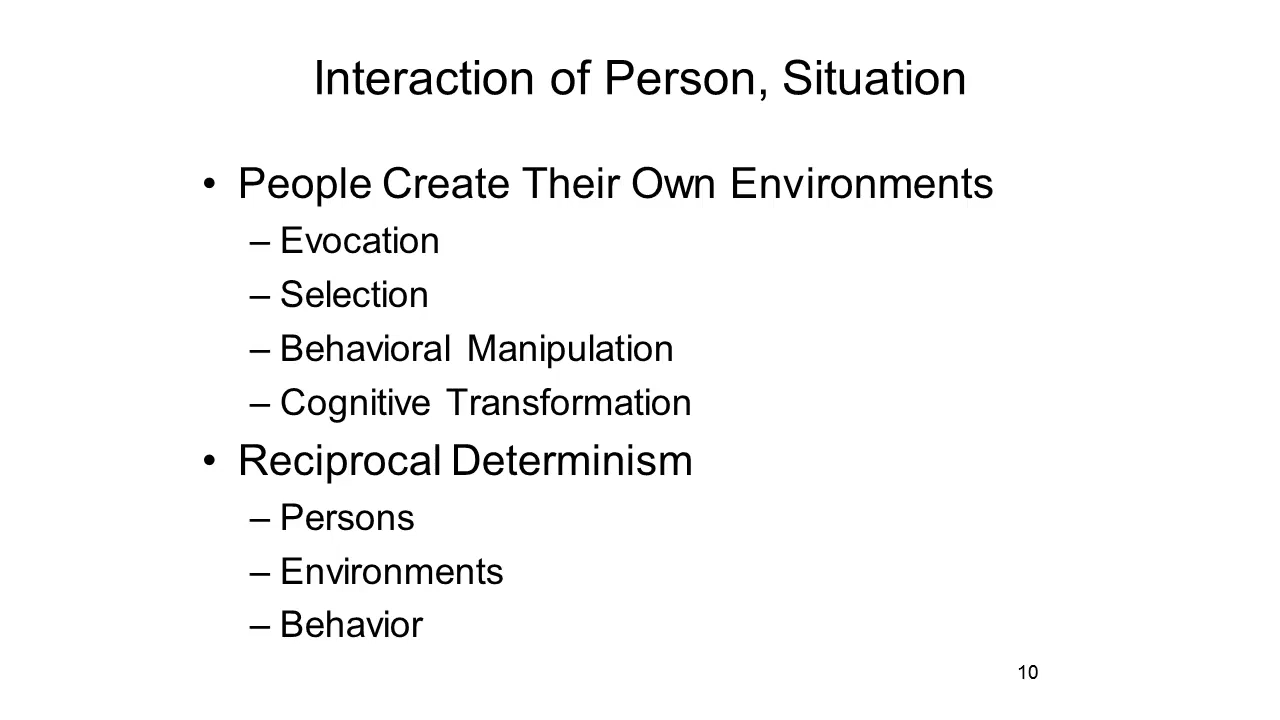 Interaction of Person, Situation
• People Create Their Own Environments
– Evocation
– Selection
– Behavioral Manipulation
– Cognitive Transformation
• Reciprocal Determinism
– Persons
– Environments
– Behavior
10